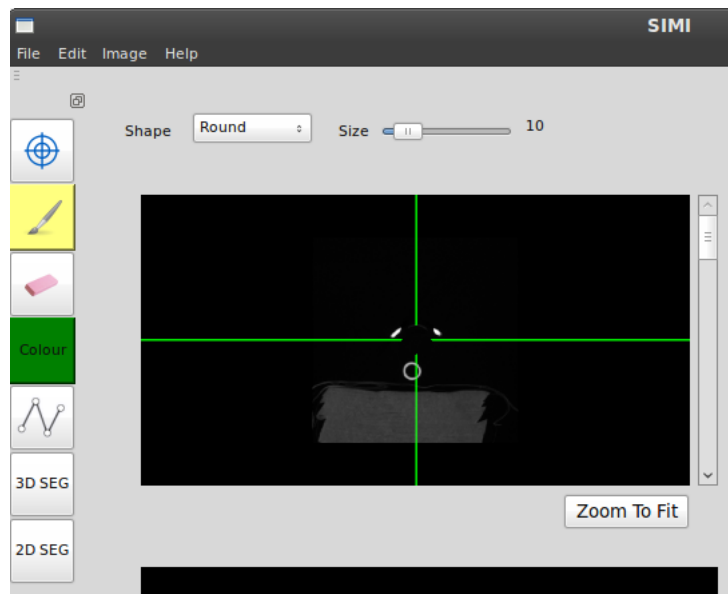 SIMI
File Edit Image Help
Shape Round Size 10
Colour
3D SEG
Zoom To Fit
2D SEG